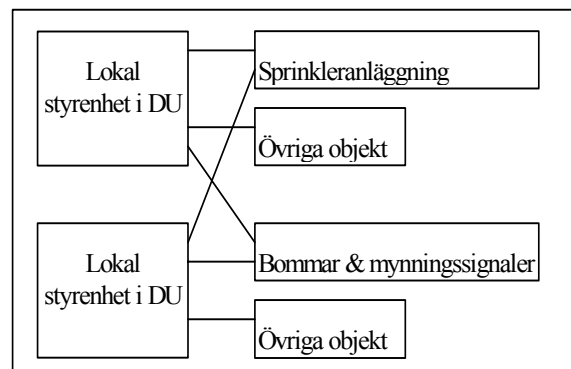 Lokal
styrenhet i DU
Sprinkleranläggning
Övriga objekt
Lokal
styrenhet i DU
Bommar & mynningssignaler
Övriga objekt